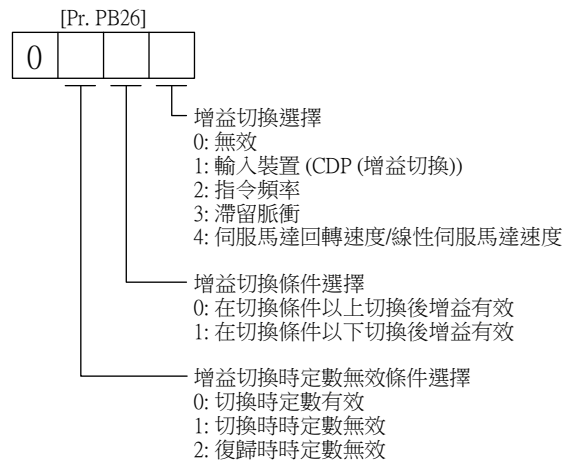 [Pr. PB26]
0
增益切換選擇
0: 無效
1: 輸入裝置 (CDP (增益切換))
2: 指令頻率
3: 滯留脈衝
4: 伺服馬達回轉速度/線性伺服馬達速度
增益切換條件選擇
0: 在切換條件以上切換後增益有效
1: 在切換條件以下切換後增益有效
增益切換時定數無效條件選擇
0: 切換時定數有效
1: 切換時時定數無效
2: 復歸時時定數無效